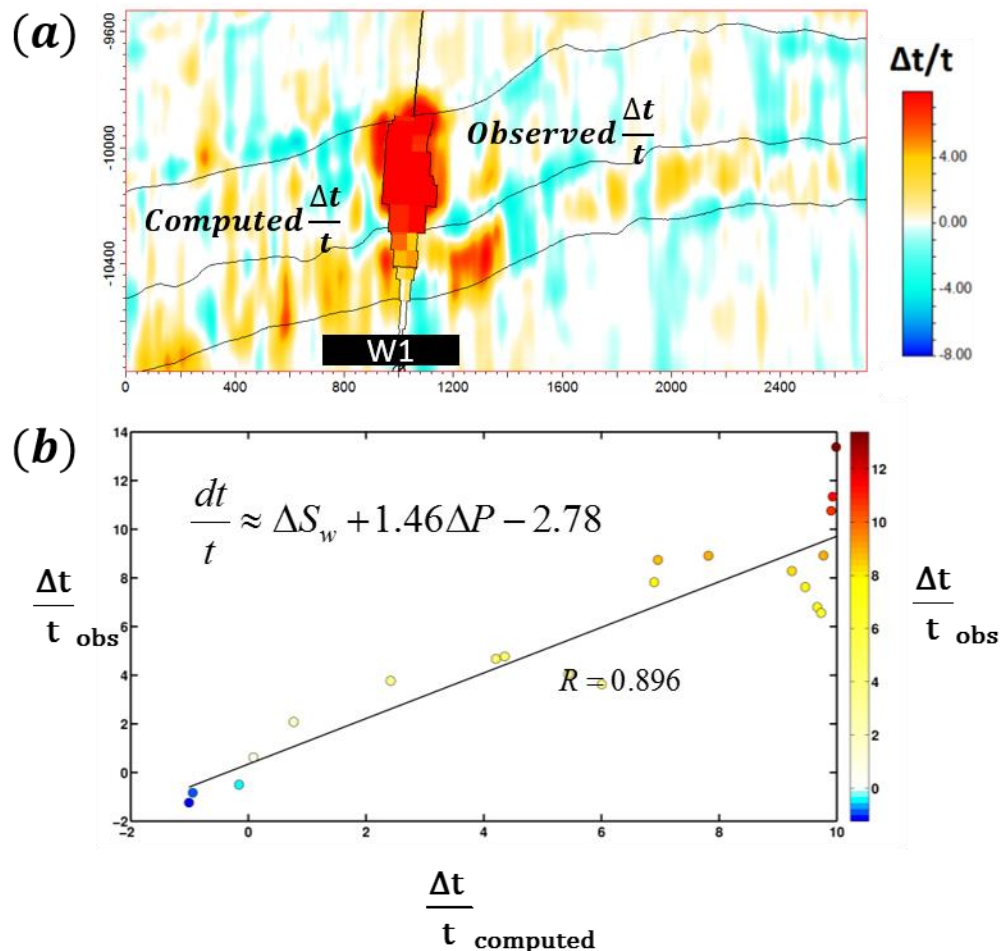 (a)
-9600
-10000
-10400
Observed Δt/t
Computed Δt/t
W1
0 400 800 1200 1600 2000 2400
Δt/t
4.00
0.00
-4.00
-8.00
(b)
14
12
10
8
6
4
2
0
-2
-2 0 2 4 6 8 10
dt/t ≈ ΔS_w + 1.46ΔP − 2.78
R = 0.896
Δt/t obs
12
10
8
6
4
2
0
Δt/t obs
Δt/t computed